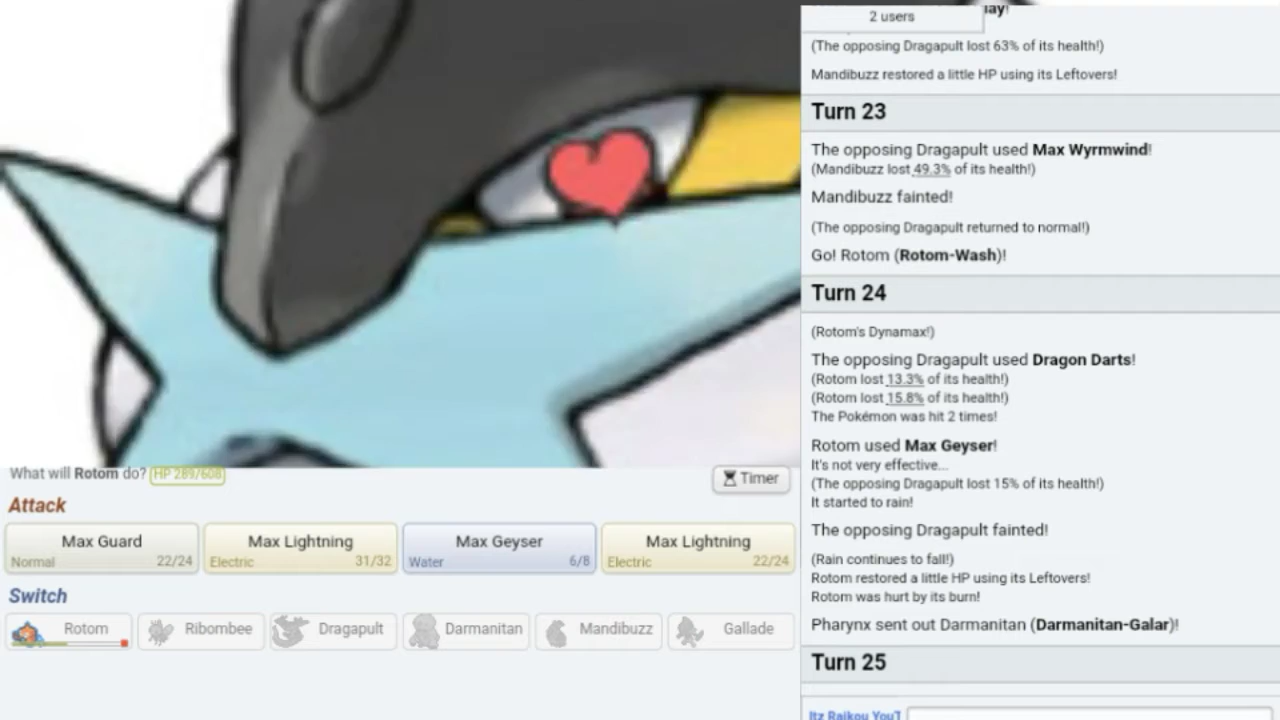 2 users
lay!
(The opposing Dragapult lost 63% of its health!)
Mandibuzz restored a little HP using its Leftovers!
Turn 23
The opposing Dragapult used Max Wyrmwind!
(Mandibuzz lost 49.3% of its health!)
Mandibuzz fainted!
(The opposing Dragapult returned to normal!)
Go! Rotom (Rotom-Wash)!
Turn 24
(Rotom's Dynamax!)
The opposing Dragapult used Dragon Darts!
(Rotom lost 13.3% of its health!)
(Rotom lost 15.8% of its health!)
The Pokémon was hit 2 times!
Rotom used Max Geyser!
It's not very effective...
(The opposing Dragapult lost 15% of its health!)
It started to rain!
The opposing Dragapult fainted!
(Rain continues to fall!)
Rotom restored a little HP using its Leftovers!
Rotom was hurt by its burn!
Pharynx sent out Darmanitan (Darmanitan-Galar)!
Turn 25
Itz Raikou YouT
What will Rotom do? HP 289/608
Timer
Attack
Max Guard
Normal 22/24
Max Lightning
Electric 31/32
Max Geyser
Water 6/8
Max Lightning
Electric 22/24
Switch
Rotom
Ribombee
Dragapult
Darmanitan
Mandibuzz
Gallade